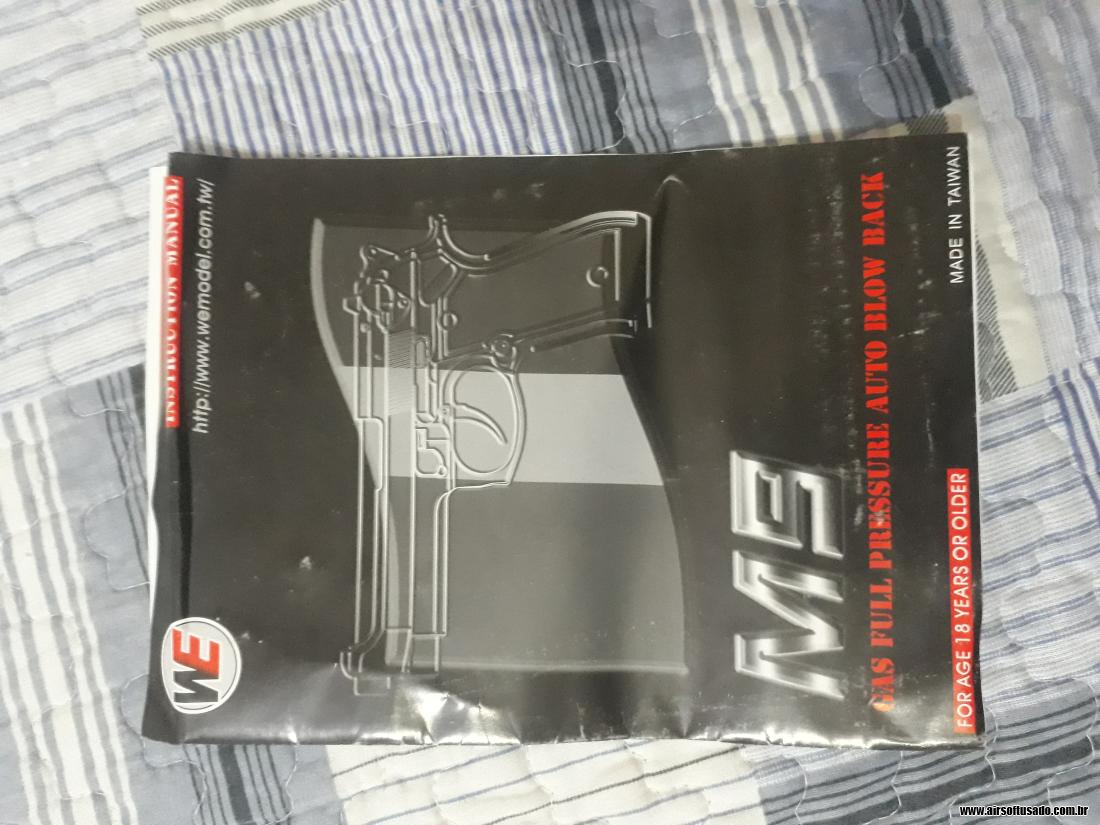 WE
INSTRUCTION MANUAL
http://www.wemodel.com.tw/
M9
GAS FULL PRESSURE AUTO BLOW BACK
FOR AGE 18 YEARS OR OLDER
MADE IN TAIWAN
www.airsoftusado.com.br